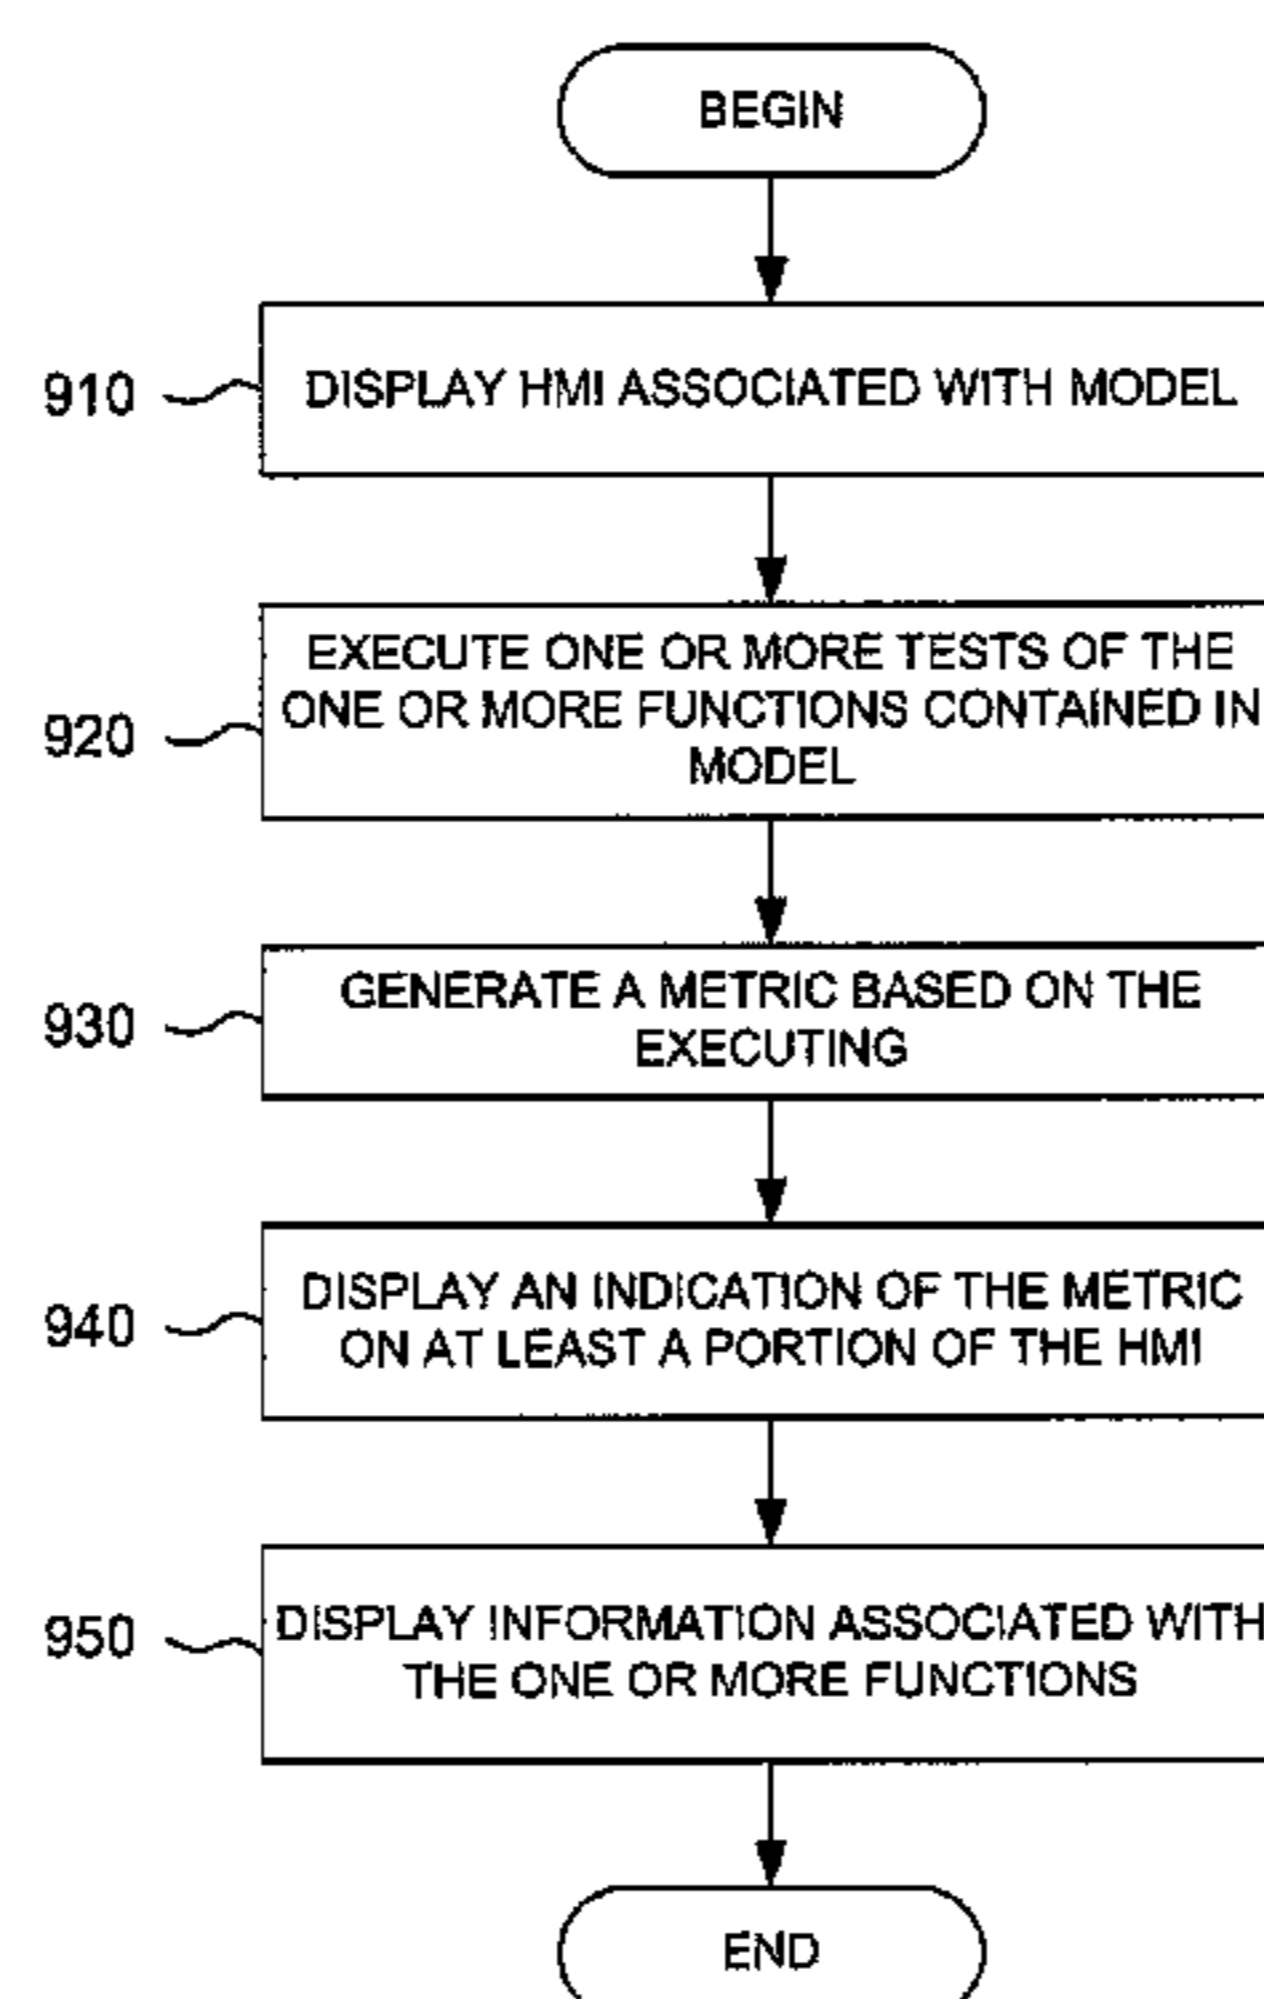 BEGIN
910
DISPLAY HMI ASSOCIATED WITH MODEL
920
EXECUTE ONE OR MORE TESTS OF THE
ONE OR MORE FUNCTIONS CONTAINED IN
MODEL
930
GENERATE A METRIC BASED ON THE
EXECUTING
940
DISPLAY AN INDICATION OF THE METRIC
ON AT LEAST A PORTION OF THE HMI
950
DISPLAY INFORMATION ASSOCIATED WITH
THE ONE OR MORE FUNCTIONS
END